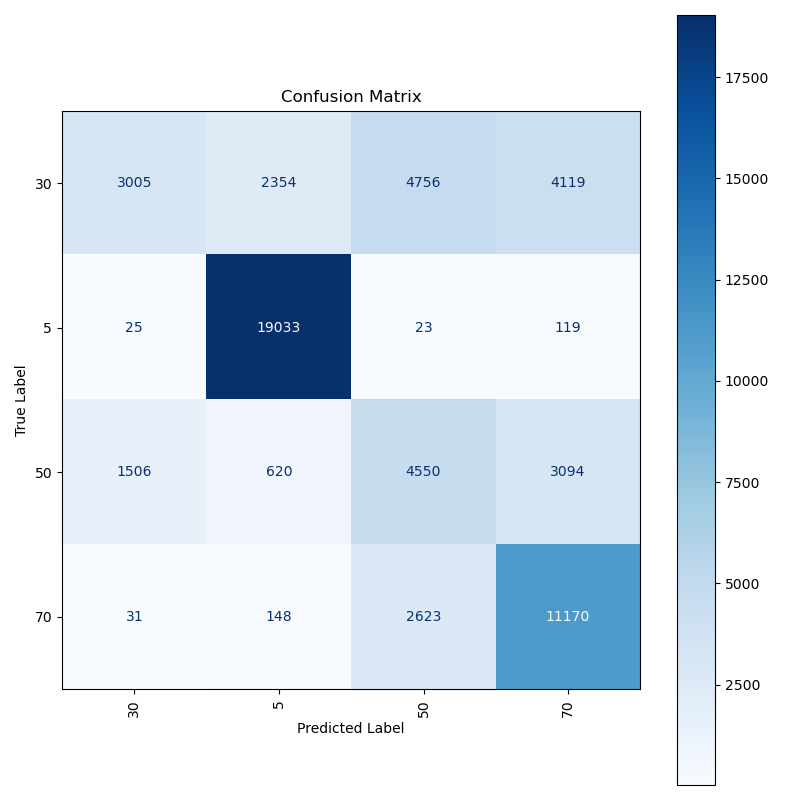 Confusion Matrix
30 3005 2354 4756 4119
5 25 19033 23 119
50 1506 620 4550 3094
70 31 148 2623 11170
30 5 50 70
True Label
Predicted Label
17500
15000
12500
10000
7500
5000
2500